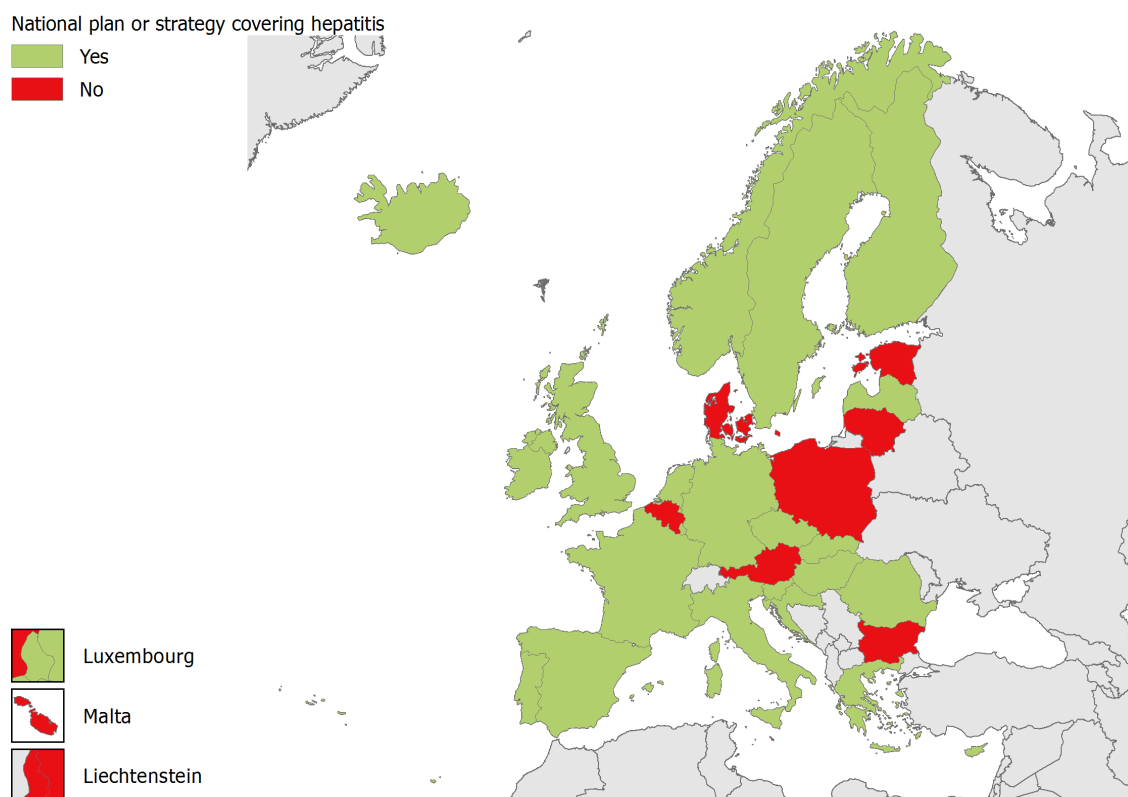 National plan or strategy covering hepatitis
Yes
No
Luxembourg
Malta
Liechtenstein